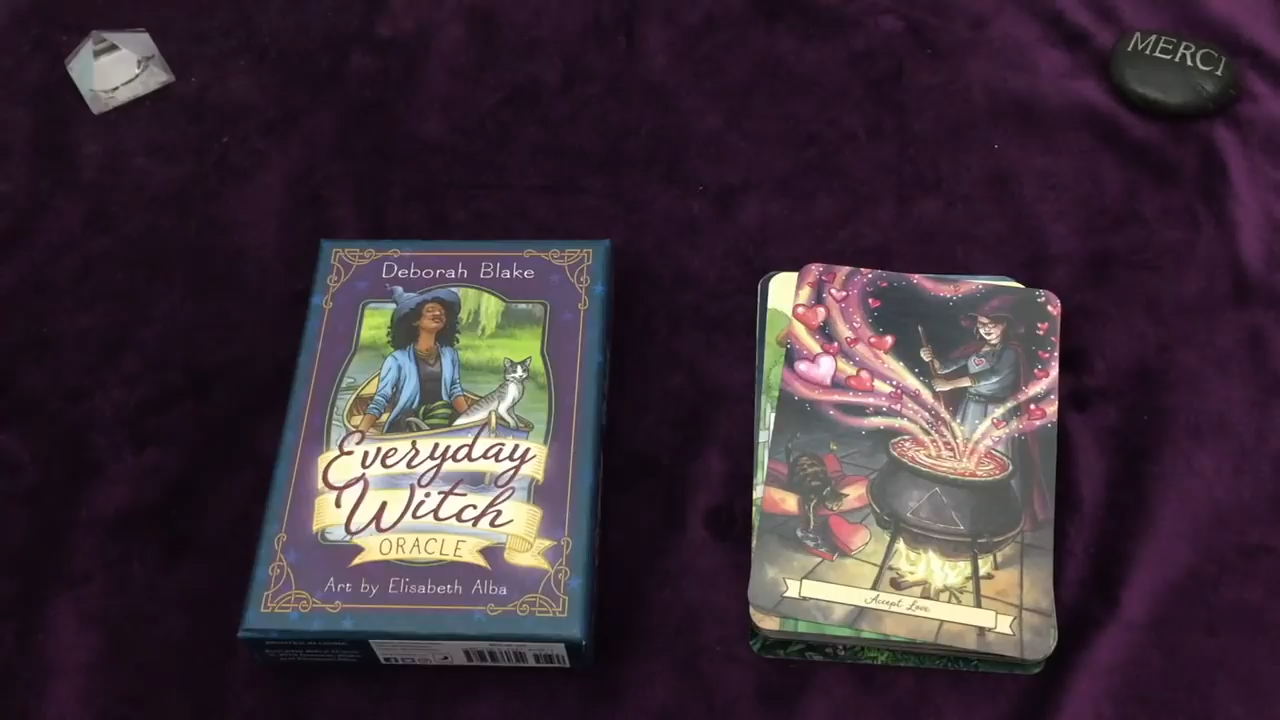 MERCI
Deborah Blake
Everyday
Witch
ORACLE
Art by Elisabeth Alba
Accept Love